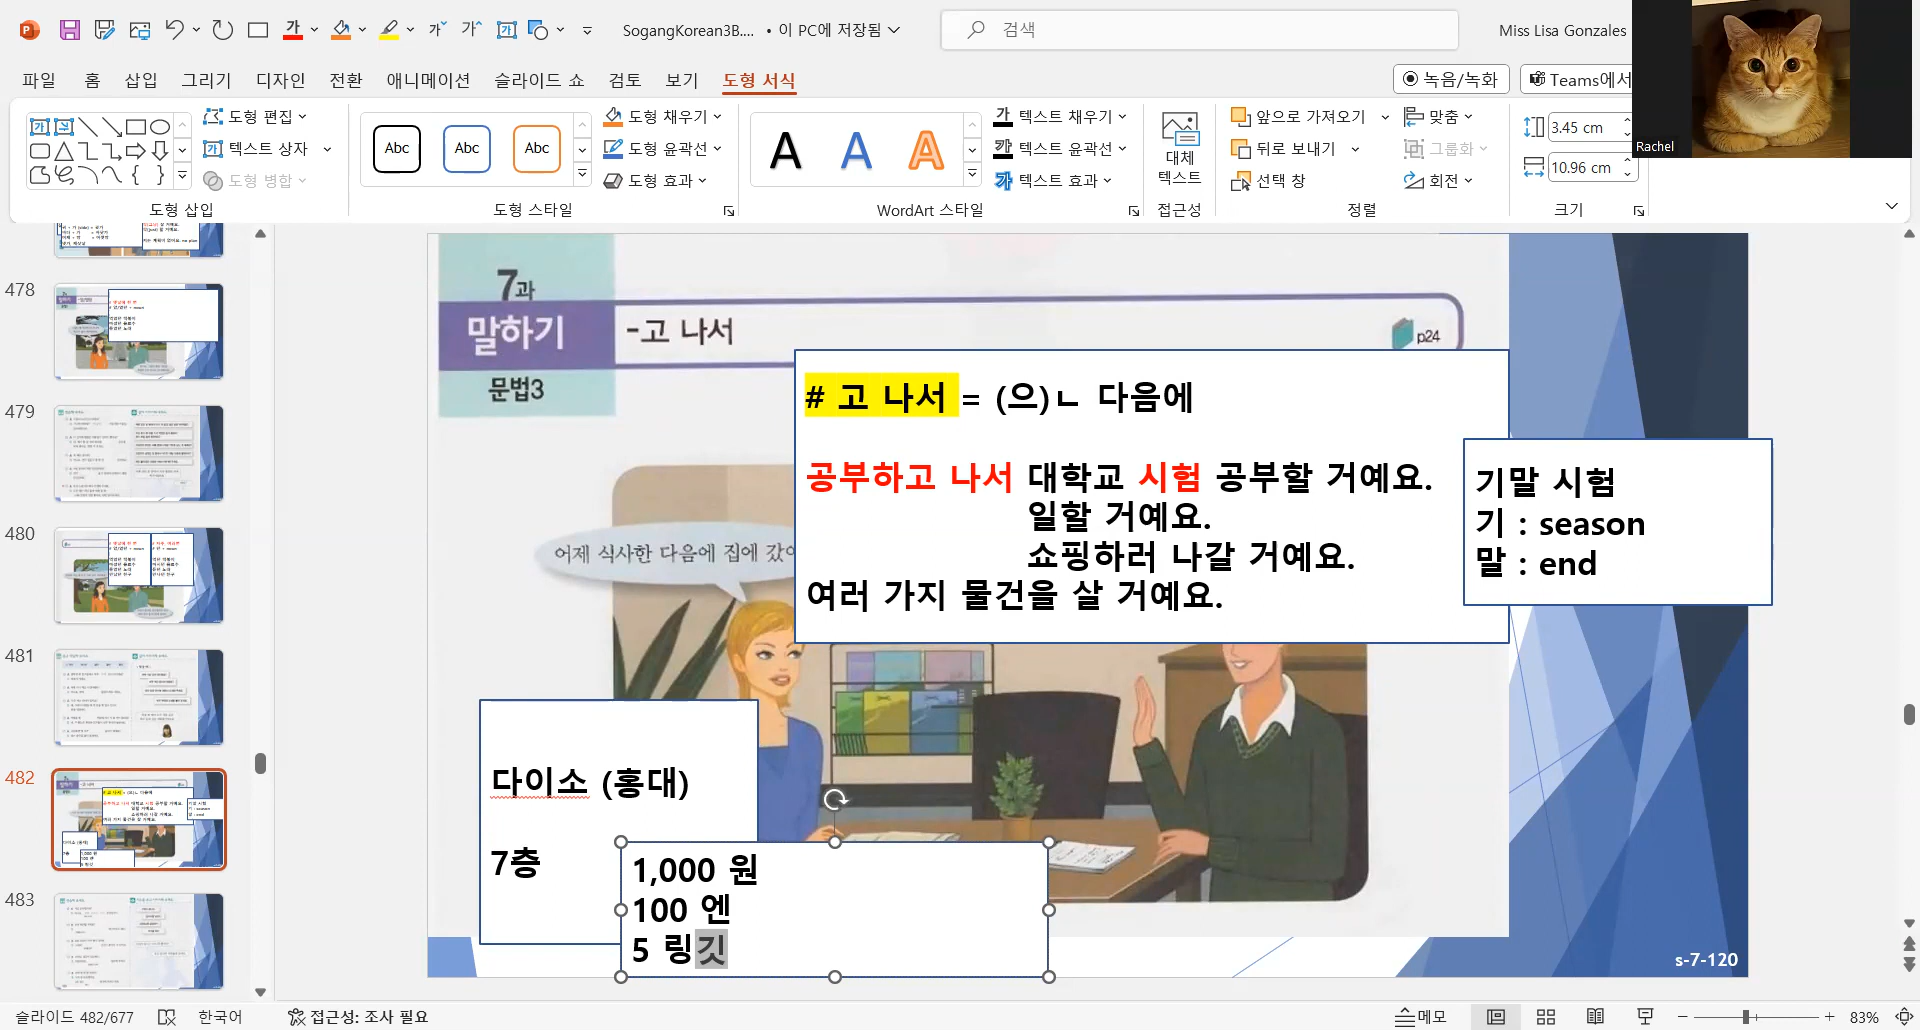 SogangKorean3B....
• 이 PC에 저장됨
검색
Miss Lisa Gonzales
파일
홈
삽입
그리기
디자인
전환
애니메이션
슬라이드 쇼
검토
보기
도형 서식
녹음/녹화
Teams에서
도형 편집
텍스트 상자
도형 병합
도형 삽입
Abc
Abc
Abc
도형 채우기
도형 윤곽선
도형 효과
도형 스타일
A
A
A
텍스트 채우기
텍스트 윤곽선
텍스트 효과
WordArt 스타일
대체
텍스트
접근성
앞으로 가져오기
뒤로 보내기
선택 창
맞춤
그룹화
회전
정렬
3.45 cm
10.96 cm
크기
Rachel
478
479
480
481
482
483
7과
말하기
문법3
-고 나서
p24
# 고 나서 = (으)ㄴ 다음에
공부하고 나서 대학교 시험 공부할 거예요.
일할 거예요.
쇼핑하러 나갈 거예요.
여러 가지 물건을 살 거예요.
기말 시험
기 : season
말 : end
어제 식사한 다음에 집에 갔어
다이소 (홍대)
7층
1,000 원
100 엔
5 링깃
s-7-120
슬라이드 482/677
한국어
접근성: 조사 필요
메모
83%